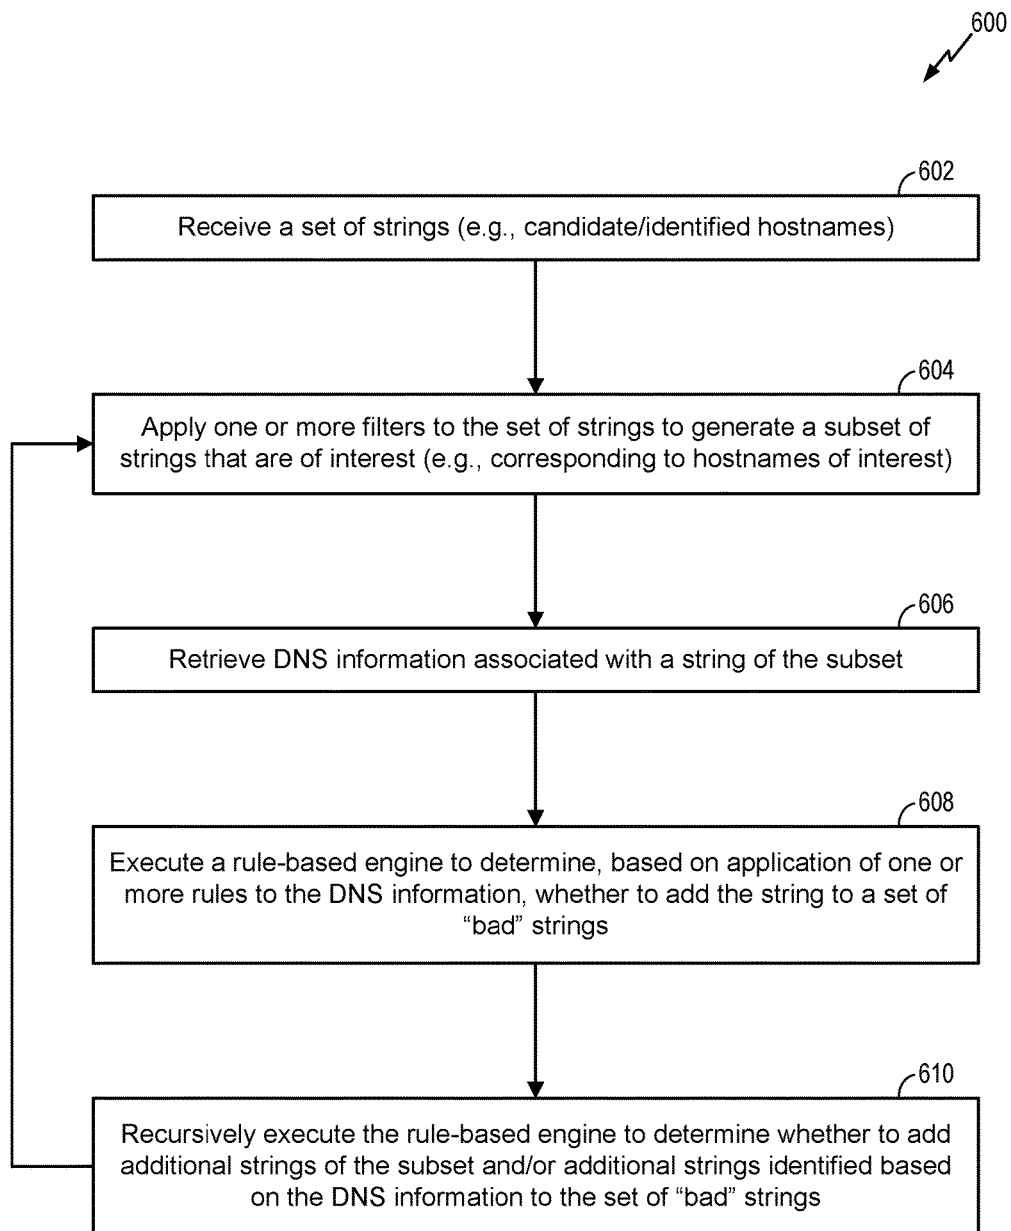 600
602
Receive a set of strings (e.g., candidate/identified hostnames)
604
Apply one or more filters to the set of strings to generate a subset of
strings that are of interest (e.g., corresponding to hostnames of interest)
606
Retrieve DNS information associated with a string of the subset
608
Execute a rule-based engine to determine, based on application of one or
more rules to the DNS information, whether to add the string to a set of
“bad” strings
610
Recursively execute the rule-based engine to determine whether to add
additional strings of the subset and/or additional strings identified based
on the DNS information to the set of “bad” strings